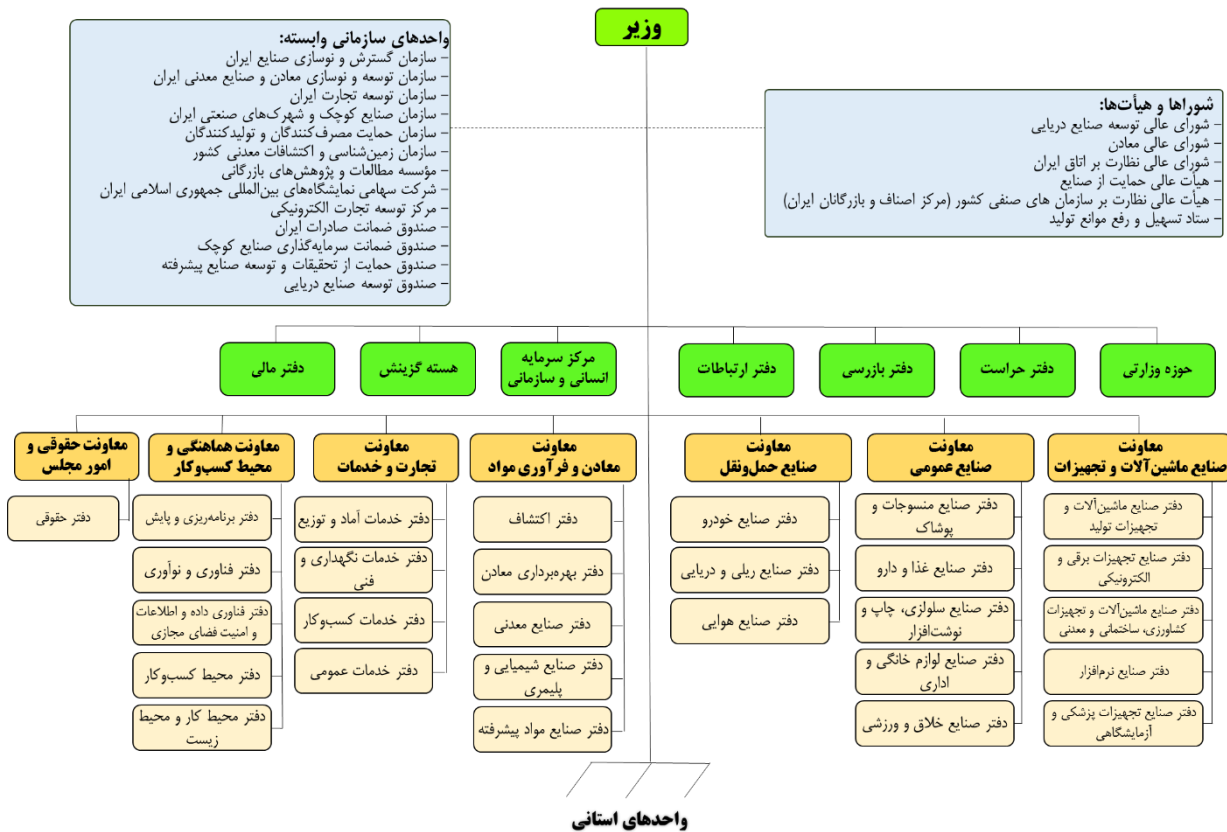 وزیر
شوراها و هیأت‌ها:
– شورای عالی توسعه صنایع دریایی
– شورای عالی معادن
– شورای عالی نظارت بر اتاق ایران
– هیأت عالی حمایت از صنایع
– هیأت عالی نظارت بر سازمان های صنفی کشور (مرکز اصناف و بازرگانان ایران)
– ستاد تسهیل و رفع موانع تولید
واحدهای سازمانی وابسته:
– سازمان گسترش و نوسازی صنایع ایران
– سازمان توسعه و نوسازی معادن و صنایع معدنی ایران
– سازمان توسعه تجارت ایران
– سازمان صنایع کوچک و شهرک‌های صنعتی ایران
– سازمان حمایت مصرف‌کنندگان و تولیدکنندگان
– سازمان زمین‌شناسی و اکتشافات معدنی کشور
– مؤسسه مطالعات و پژوهش‌های بازرگانی
– شرکت سهامی نمایشگاه‌های بین‌المللی جمهوری اسلامی ایران
– مرکز توسعه تجارت الکترونیکی
– صندوق ضمانت صادرات ایران
– صندوق ضمانت سرمایه‌گذاری صنایع کوچک
– صندوق حمایت از تحقیقات و توسعه صنایع پیشرفته
– صندوق توسعه صنایع دریایی
حوزه وزارتی
دفتر حراست
دفتر بازرسی
دفتر ارتباطات
مرکز سرمایه
انسانی و سازمانی
هسته گزینش
دفتر مالی
معاونت
صنایع ماشین‌آلات و تجهیزات
دفتر صنایع ماشین‌آلات و
تجهیزات تولید
دفتر صنایع تجهیزات برقی و
الکترونیکی
دفتر صنایع ماشین‌آلات و تجهیزات
کشاورزی، ساختمانی و معدنی
دفتر صنایع نرم‌افزار
دفتر صنایع تجهیزات پزشکی و
آزمایشگاهی
معاونت
صنایع عمومی
دفتر صنایع منسوجات و
پوشاک
دفتر صنایع غذا و دارو
دفتر صنایع سلولزی، چاپ و
نوشت‌افزار
دفتر صنایع لوازم خانگی و
اداری
دفتر صنایع خلاق و ورزشی
معاونت
صنایع حمل‌ونقل
دفتر صنایع خودرو
دفتر صنایع ریلی و دریایی
دفتر صنایع هوایی
معاونت
معادن و فرآوری مواد
دفتر اکتشاف
دفتر بهره‌برداری معادن
دفتر صنایع معدنی
دفتر صنایع شیمیایی و
پلیمری
دفتر صنایع مواد پیشرفته
معاونت
تجارت و خدمات
دفتر خدمات آماد و توزیع
دفتر خدمات نگهداری و
فنی
دفتر خدمات کسب‌وکار
دفتر خدمات عمومی
معاونت هماهنگی و
محیط کسب‌وکار
دفتر برنامه‌ریزی و پایش
دفتر فناوری و نوآوری
دفتر فناوری داده و اطلاعات
و امنیت فضای مجازی
دفتر محیط کسب‌وکار
دفتر محیط کار و محیط
زیست
معاونت حقوقی و
امور مجلس
دفتر حقوقی
واحدهای استانی